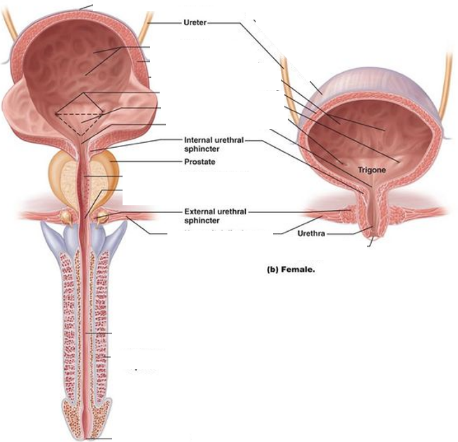 Ureter
Trigone
Internal urethral
sphincter
Prostate
External urethral
sphincter
Urethra
(b) Female.